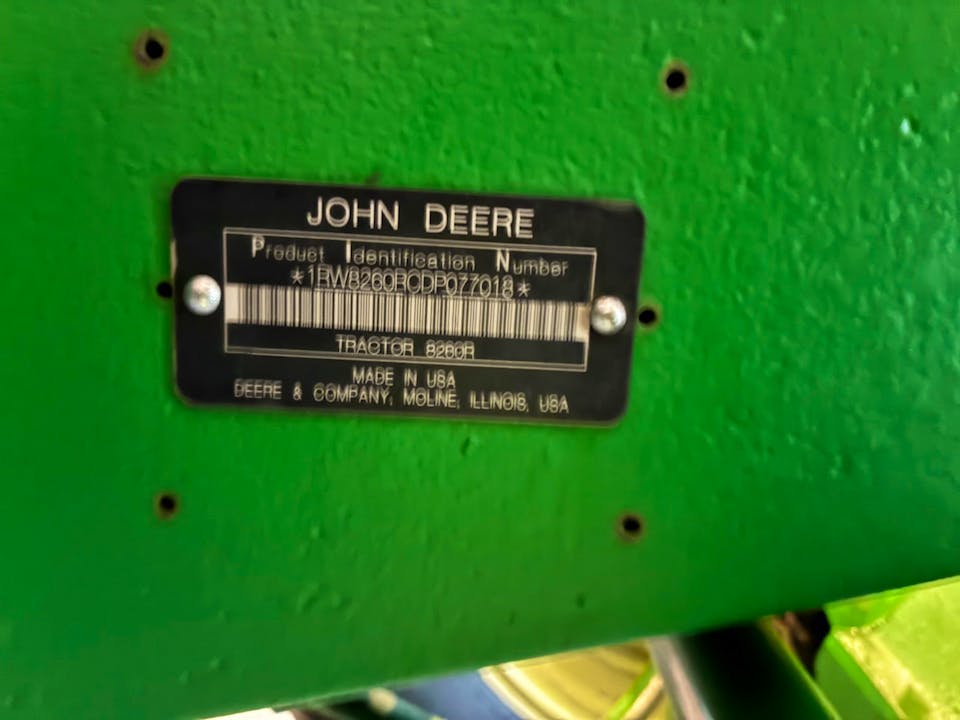 JOHN DEERE
Product Identification Number
*1RW8260RCDP077018*
TRACTOR 8260R
MADE IN USA
DEERE & COMPANY, MOLINE, ILLINOIS, USA